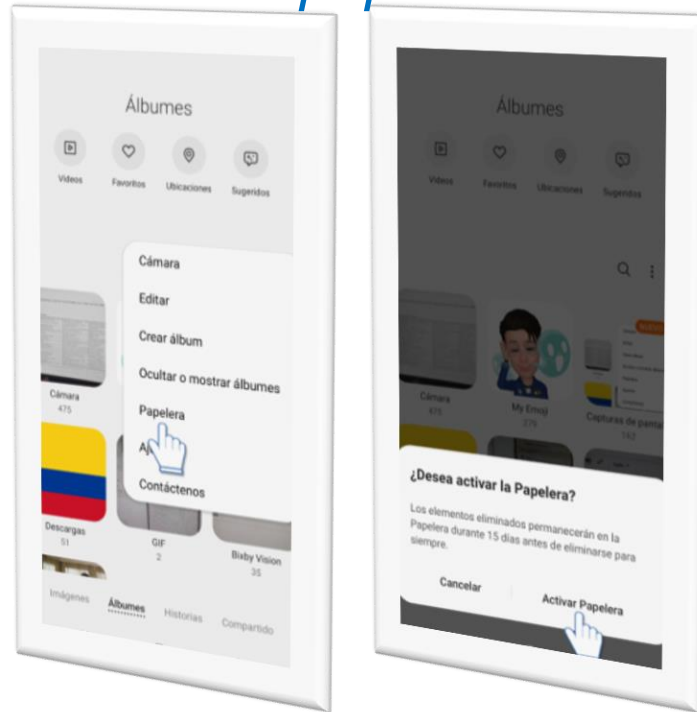 Álbumes
Videos
Favoritos
Ubicaciones
Sugeridos
Cámara
Editar
Crear álbum
Ocultar o mostrar álbumes
Papelera
Contáctenos
Cámara
475
Descargas
51
GIF
2
Bixby Vision
35
Imágenes
Álbumes
Historias
Compartido
Álbumes
Videos
Favoritos
Ubicaciones
Sugeridos
NUEVO
Cámara
475
My Emoji
279
Capturas de pantal
162
¿Desea activar la Papelera?
Los elementos eliminados permanecerán en la
Papelera durante 15 días antes de eliminarse para
siempre.
Cancelar
Activar Papelera